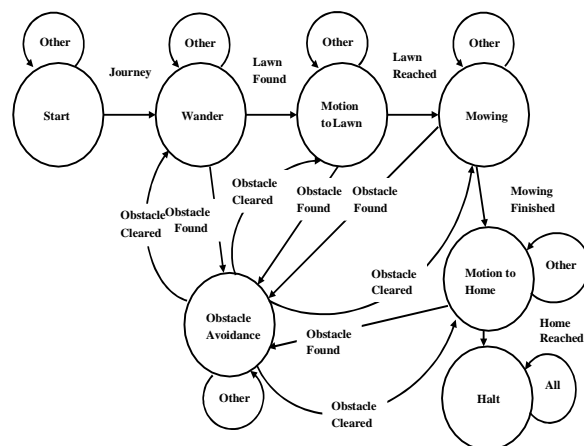 Other
Other
Other
Other
Journey
Lawn
Found
Lawn
Reached
Start
Wander
Motion
to Lawn
Mowing
Obstacle
Cleared
Obstacle
Found
Obstacle
Cleared
Obstacle
Found
Obstacle
Found
Mowing
Finished
Obstacle
Cleared
Motion to
Home
Other
Obstacle
Avoidance
Obstacle
Found
Home
Reached
Other
Obstacle
Cleared
Halt
All